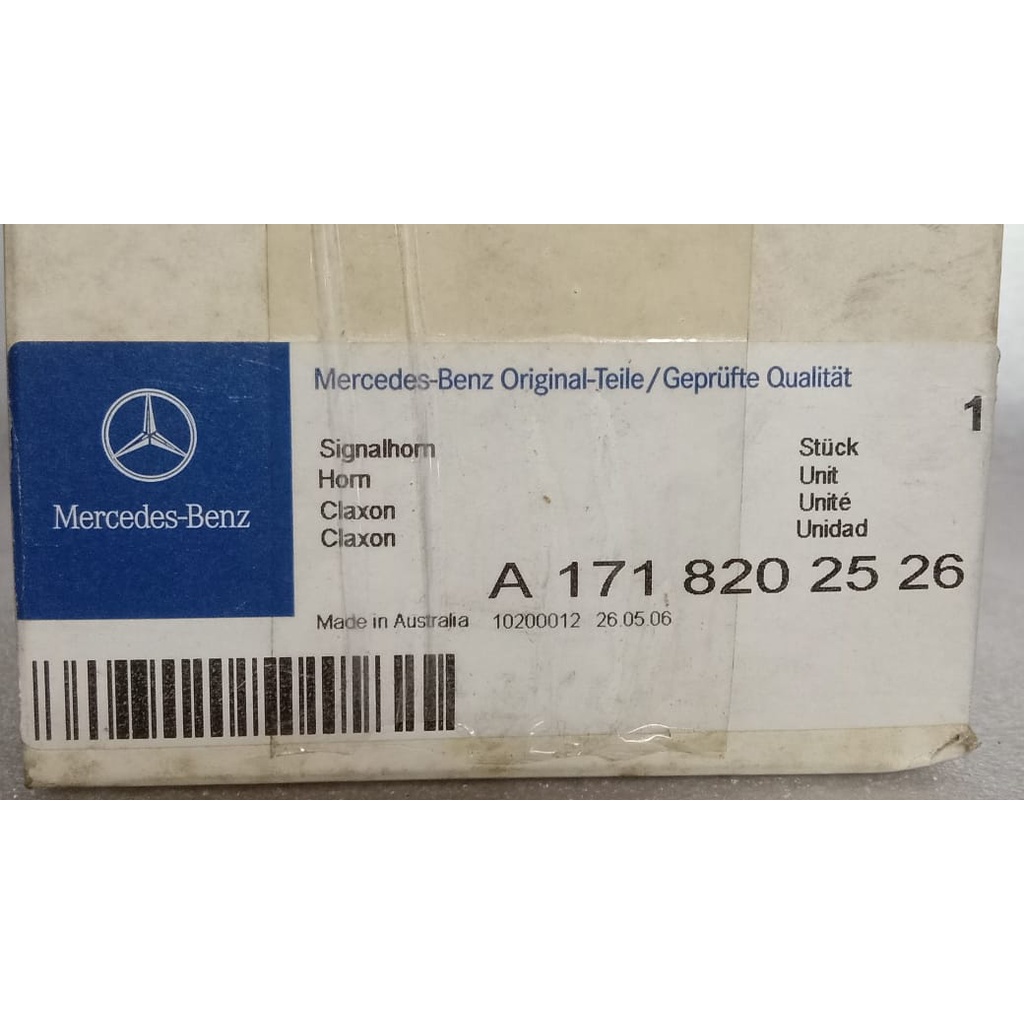 Mercedes-Benz
Mercedes-Benz Original-Teile/Geprüfte Qualität
1
Signalhorn Stück
Horn Unit
Claxon Unité
Claxon Unidad
A 171 820 25 26
Made in Australia 10200012 26.05.06